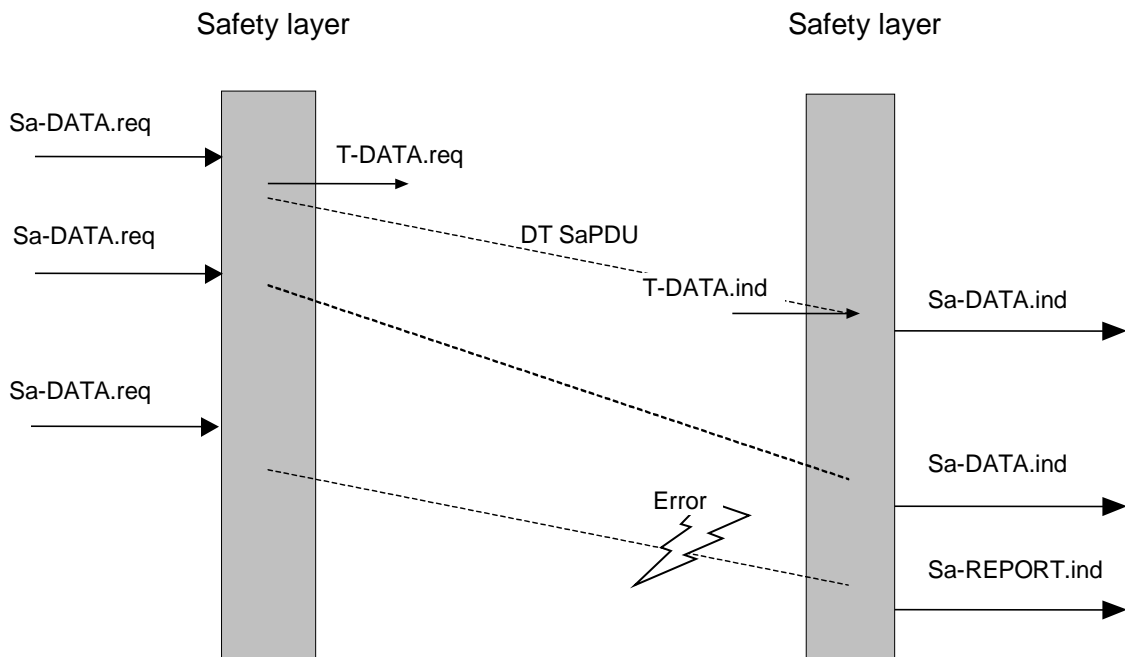 Safety layer
Safety layer
Sa-DATA.req
T-DATA.req
Sa-DATA.req
DT SaPDU
T-DATA.ind
Sa-DATA.ind
Sa-DATA.req
Sa-DATA.ind
Error
Sa-REPORT.ind